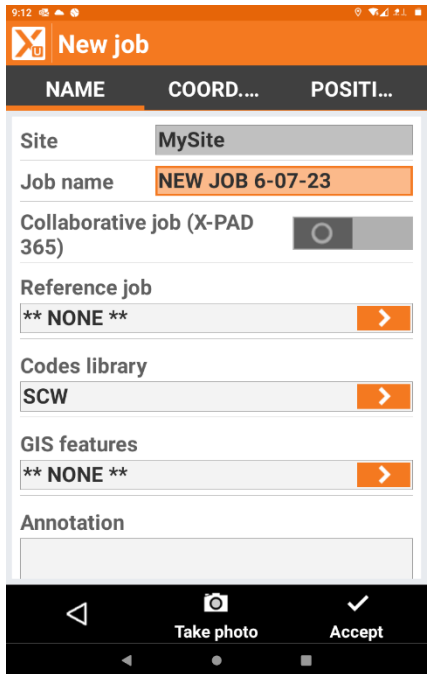 9:12
XU New job
NAME COORD.... POSITI...
Site MySite
Job name NEW JOB 6-07-23
Collaborative job (X-PAD
365)
Reference job
** NONE **
Codes library
SCW
GIS features
** NONE **
Annotation
Take photo Accept